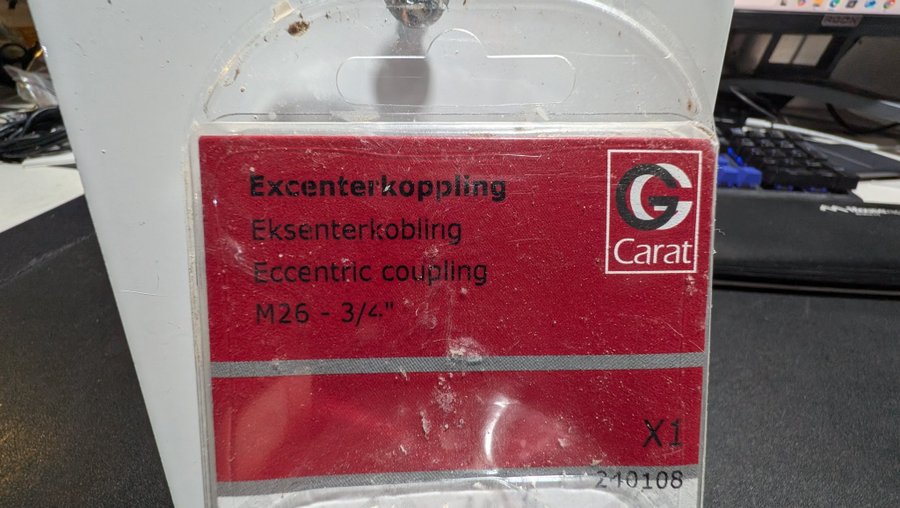 Excenterkoppling
Eksenterkobling
Eccentric coupling
M26 - 3/4"
Carat
X1
210108